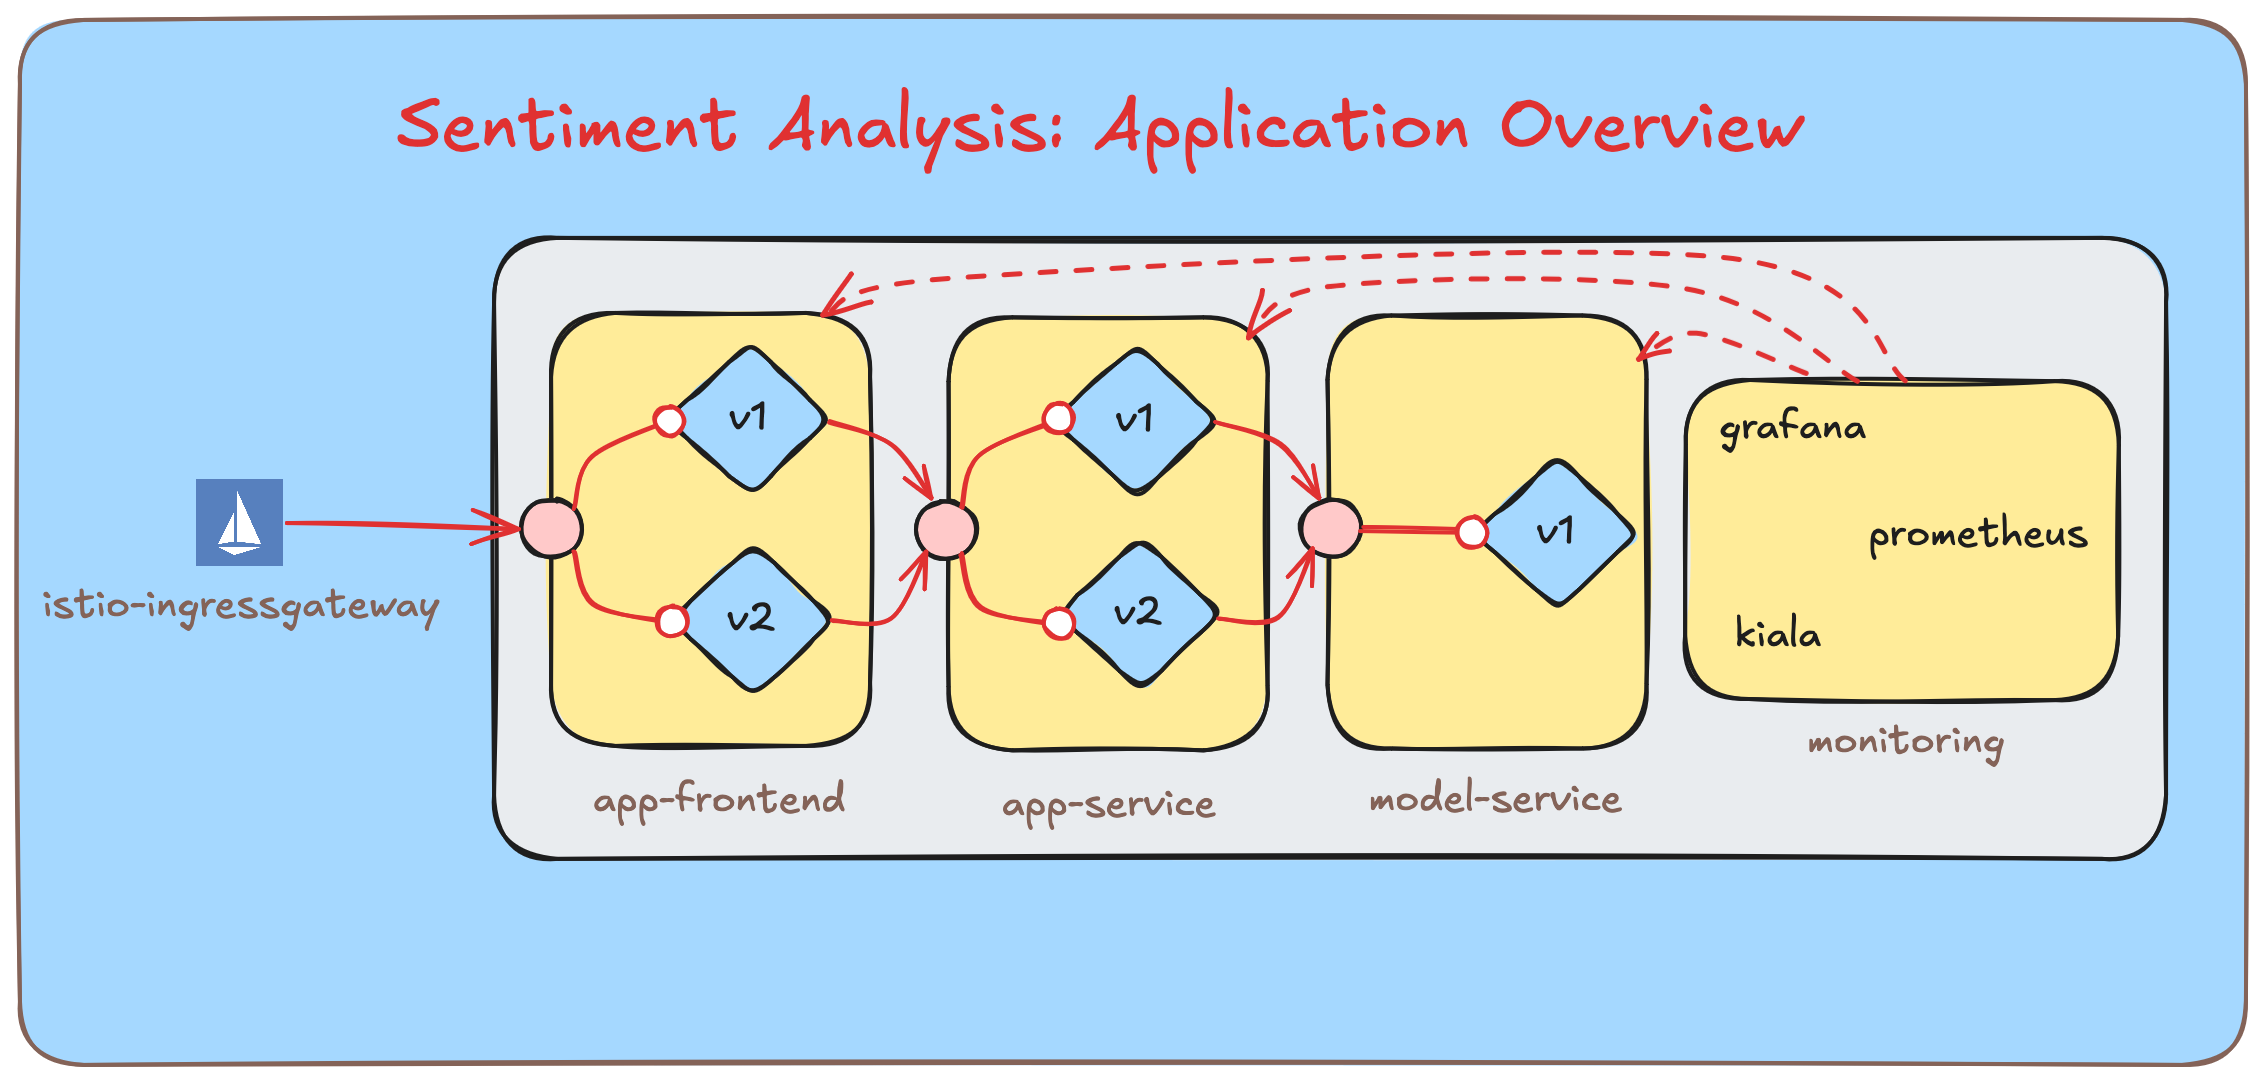 Sentiment Analysis: Application Overview
istio-ingressgateway
v1
v2
app-frontend
v1
v2
app-service
v1
model-service
grafana
prometheus
kiala
monitoring